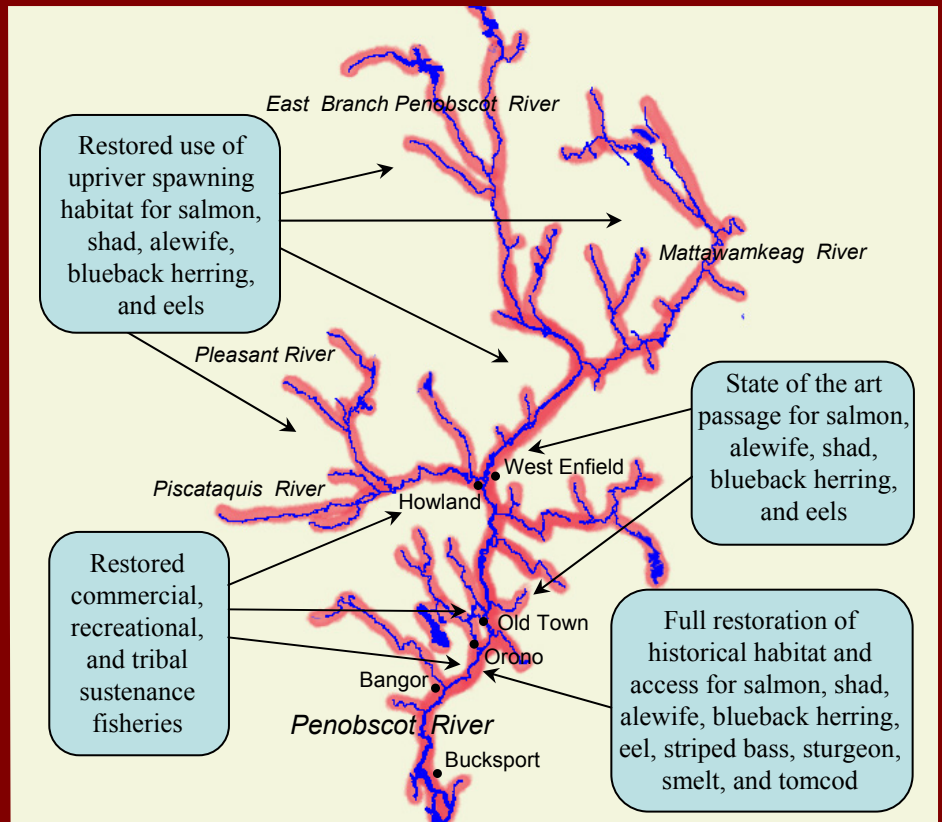 East Branch Penobscot River
Restored use of
upriver spawning
habitat for salmon,
shad, alewife,
blueback herring,
and eels
Mattawamkeag River
Pleasant River
State of the art
passage for salmon,
alewife, shad,
blueback herring,
and eels
West Enfield
Piscataquis River
Howland
Restored
commercial,
recreational,
and tribal
sustenance
fisheries
Old Town
Orono
Bangor
Full restoration of
historical habitat and
access for salmon, shad,
alewife, blueback herring,
eel, striped bass, sturgeon,
smelt, and tomcod
Penobscot River
Bucksport